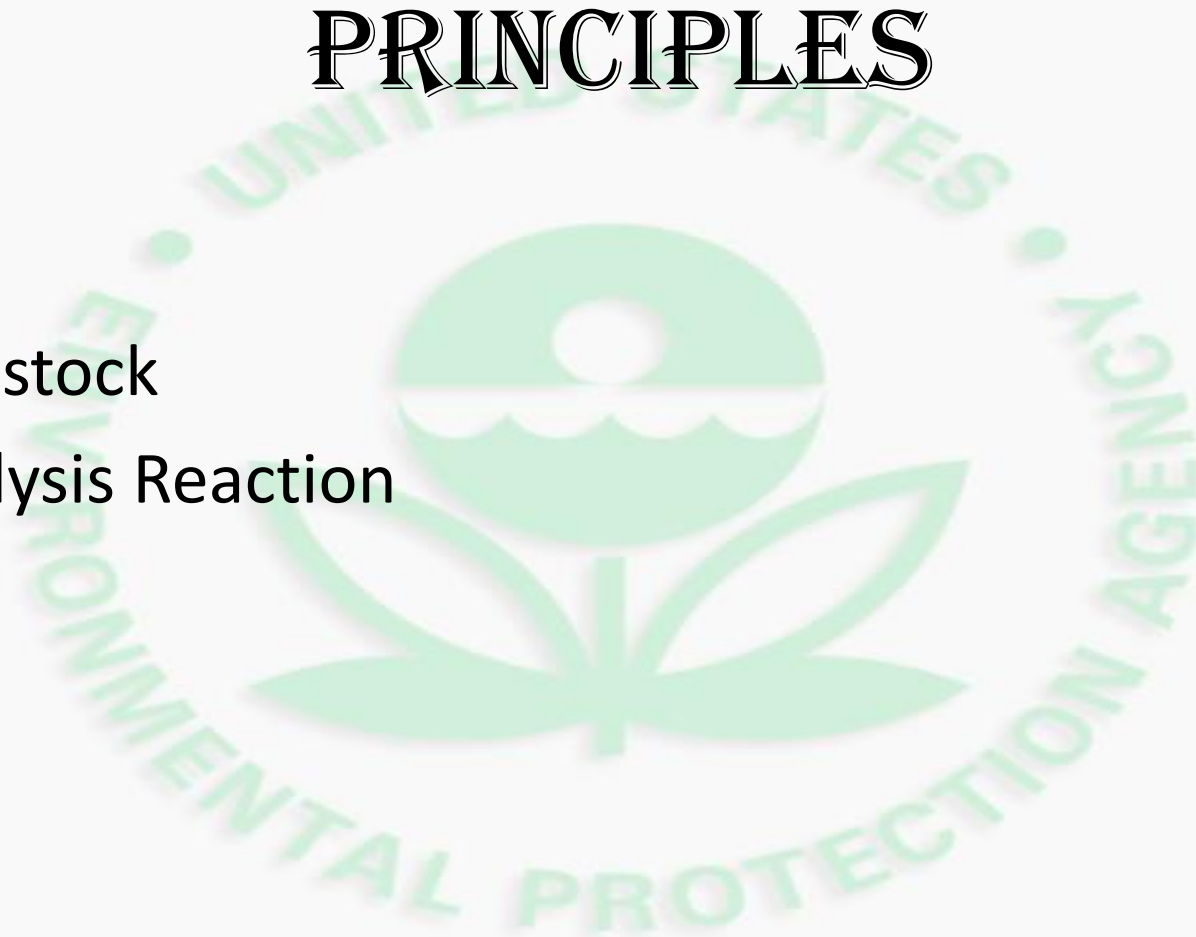 PRINCIPLES
UNITED STATES
stock
lysis Reaction
ENVIRONMENTAL PROTECTION AGENCY